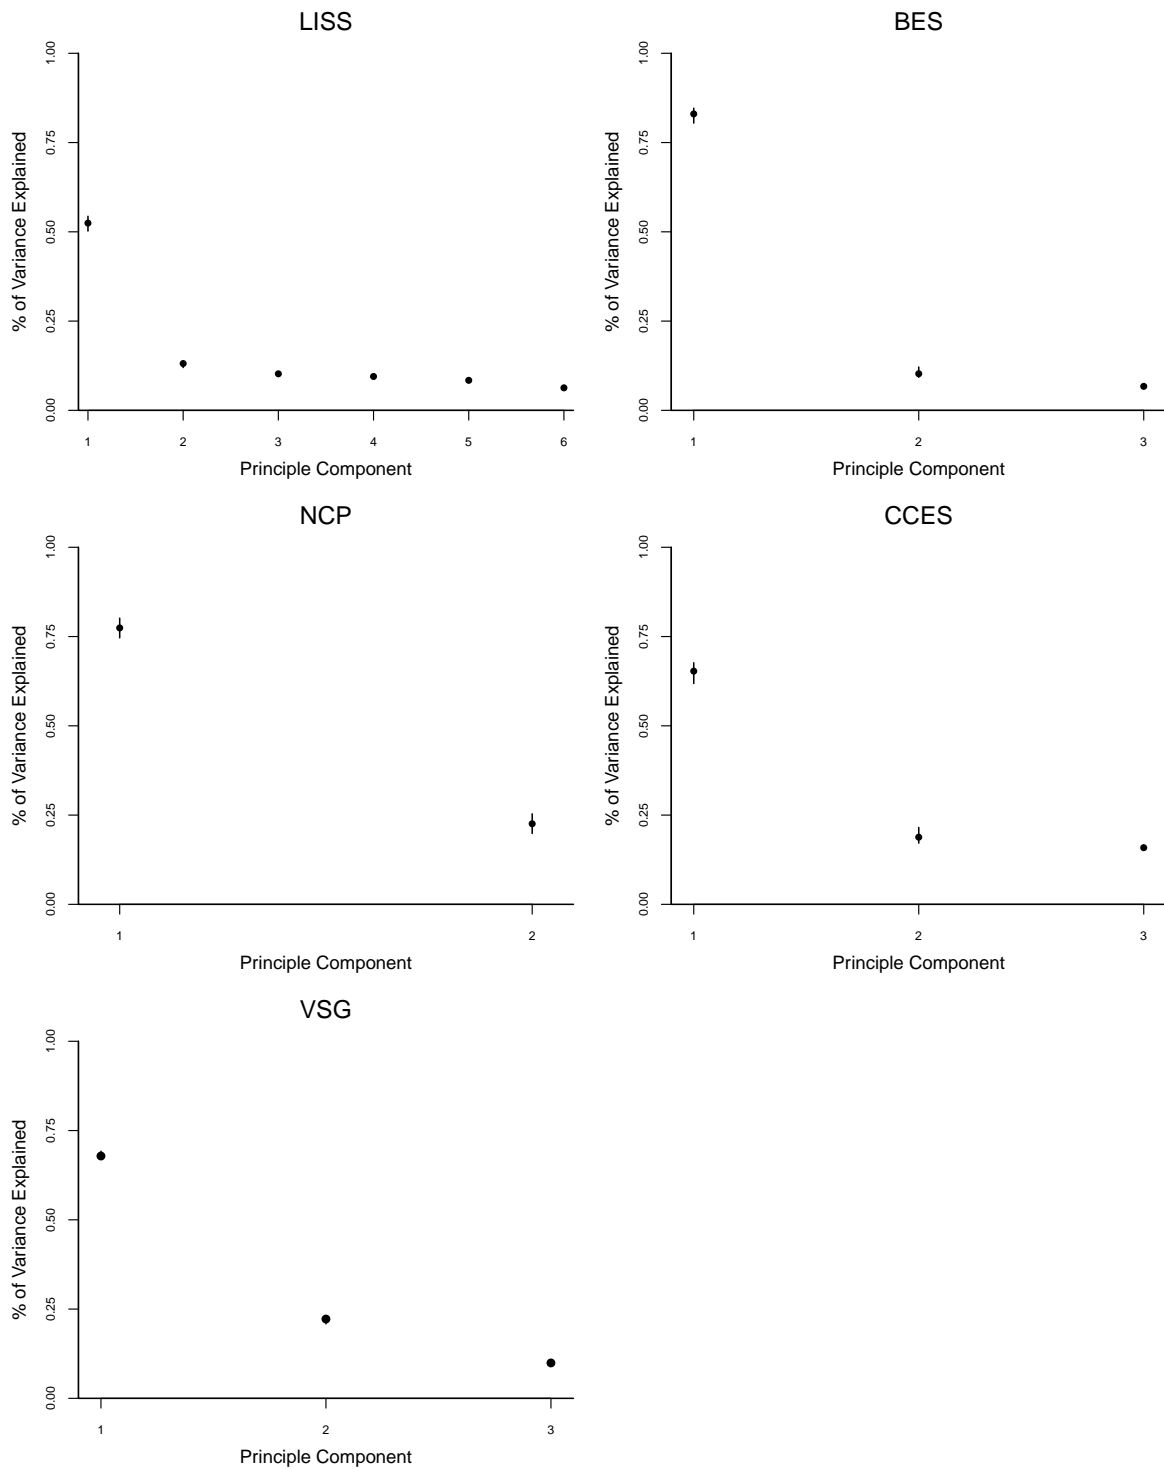 LISS
% of Variance Explained
1.00
0.75
0.50
0.25
0.00
1 2 3 4 5 6
Principle Component
BES
% of Variance Explained
1.00
0.75
0.50
0.25
0.00
1 2 3
Principle Component
NCP
% of Variance Explained
1.00
0.75
0.50
0.25
0.00
1 2
Principle Component
CCES
% of Variance Explained
1.00
0.75
0.50
0.25
0.00
1 2 3
Principle Component
VSG
% of Variance Explained
1.00
0.75
0.50
0.25
0.00
1 2 3
Principle Component